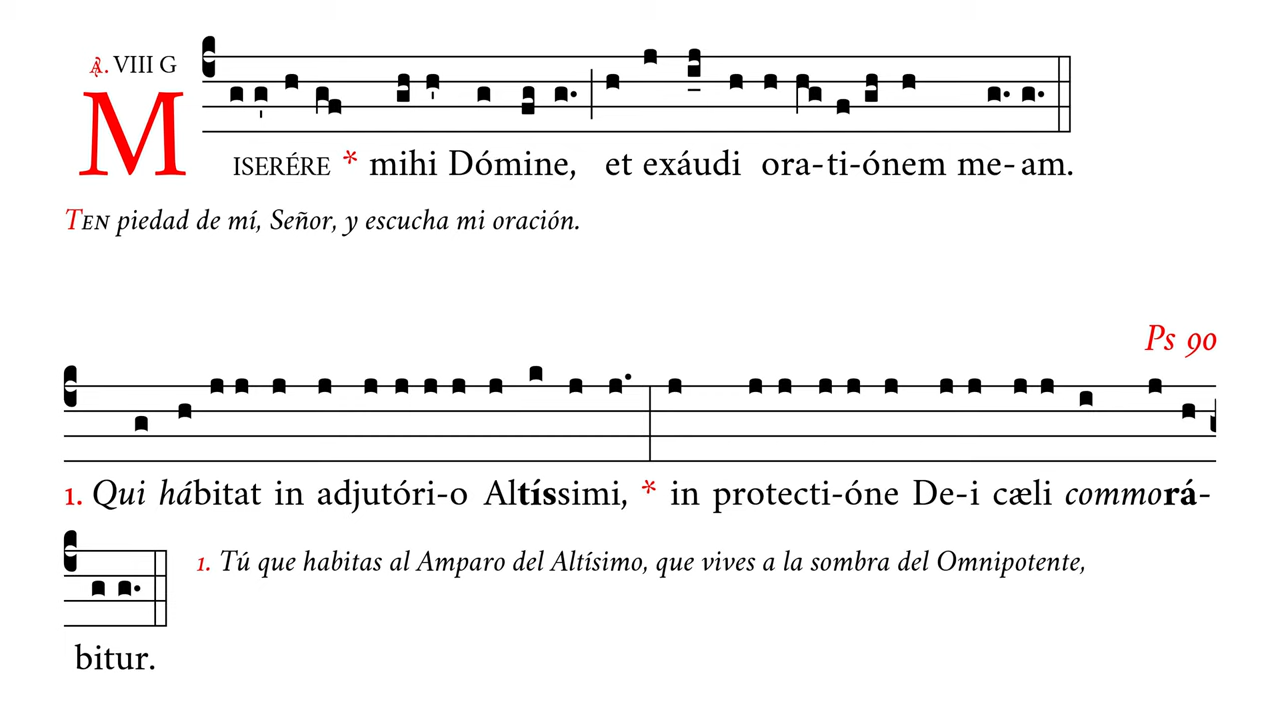 ℟. VIII G
MISERÉRE * mihi Dómine, et exáudi ora-ti-ónem me-am.
TEN piedad de mí, Señor, y escucha mi oración.
Ps 90
1. Qui hábitat in adjutóri-o Altíssimi, * in protecti-óne De-i cæli commorá-
bitur.
1. Tú que habitas al Amparo del Altísimo, que vives a la sombra del Omnipotente,